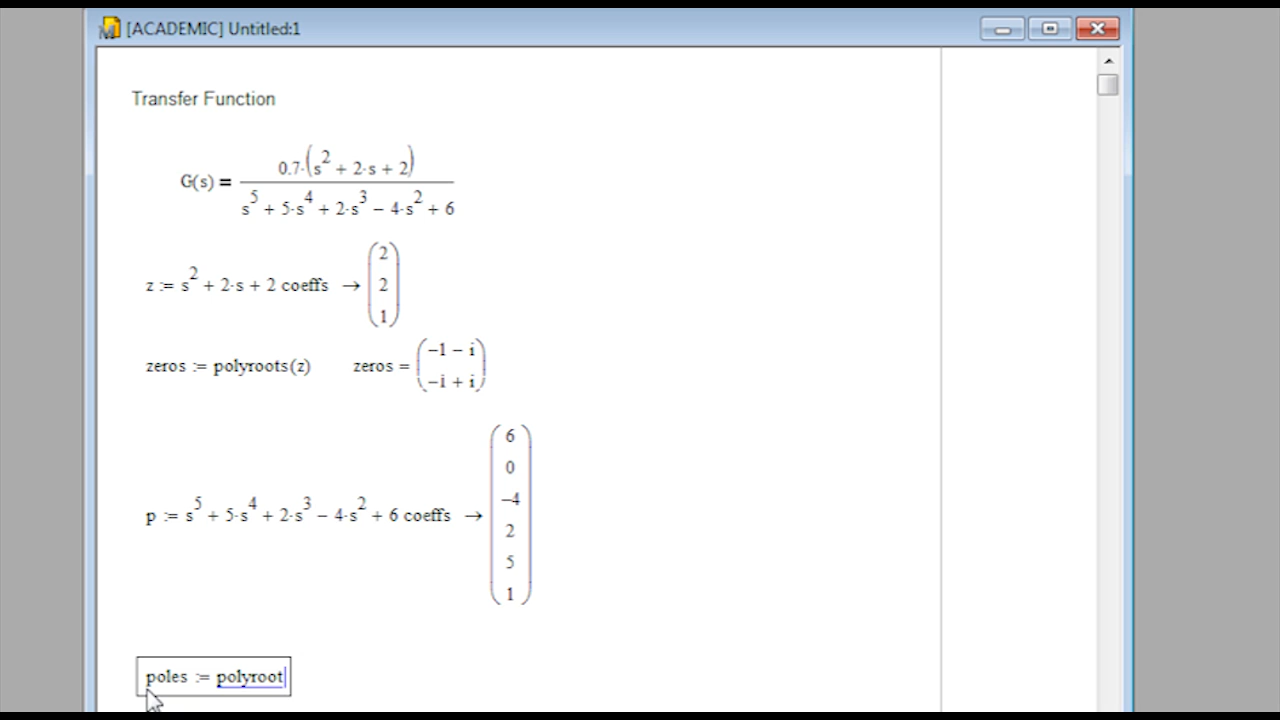 [ACADEMIC] Untitled:1
Transfer Function
G(s) = 0.7·(s^2 + 2·s + 2) / s^5 + 5·s^4 + 2·s^3 − 4·s^2 + 6
z := s^2 + 2·s + 2 coeffs → (2 2 1)
zeros := polyroots(z) zeros = (−1 − i −i + i)
p := s^5 + 5·s^4 + 2·s^3 − 4·s^2 + 6 coeffs → (6 0 −4 2 5 1)
poles := polyroot